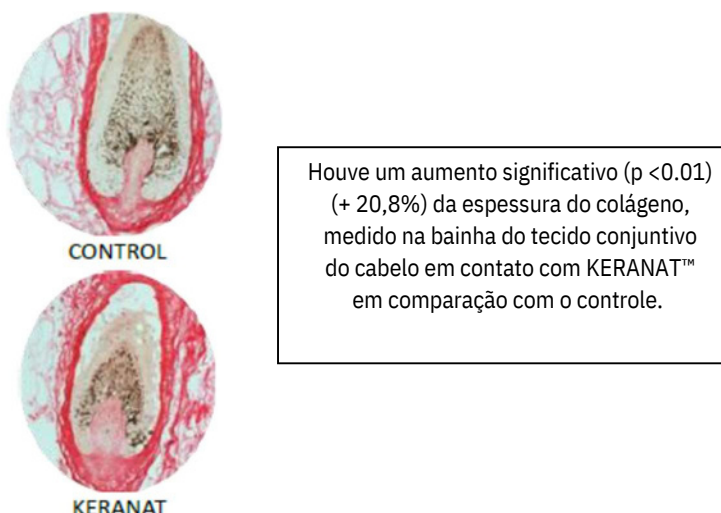 CONTROL
KERANAT
Houve um aumento significativo (p <0.01)
(+ 20,8%) da espessura do colágeno,
medido na bainha do tecido conjuntivo
do cabelo em contato com KERANAT™
em comparação com o controle.